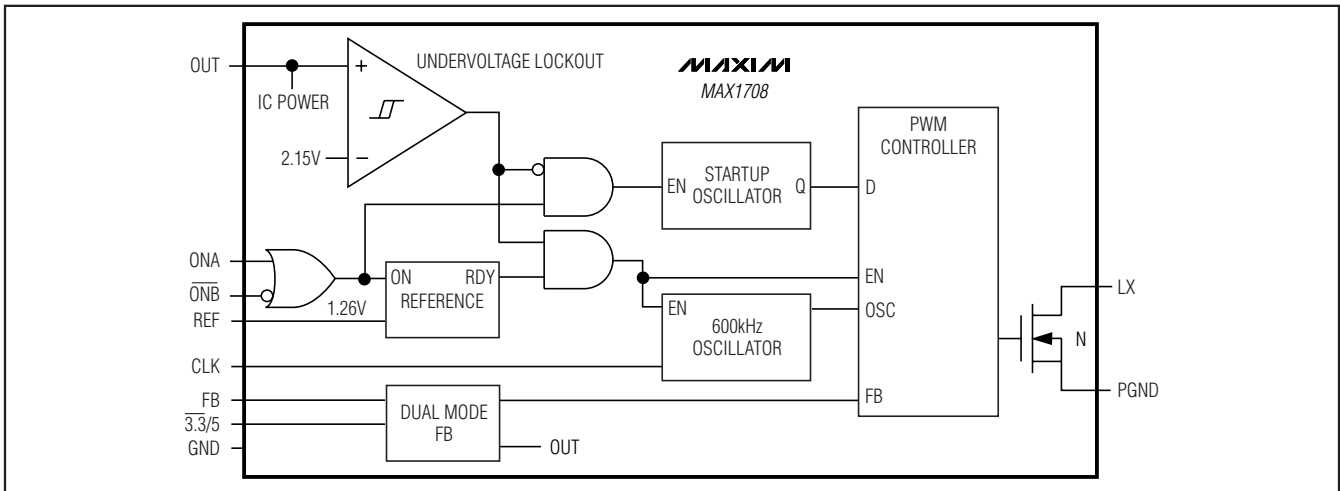 OUT
IC POWER
2.15V
+
−
UNDERVOLTAGE LOCKOUT
MAXIM
MAX1708
PWM
CONTROLLER
EN
STARTUP
OSCILLATOR
Q
D
ONA
O̅N̅B̅
REF
1.26V
ON
RDY
REFERENCE
EN
600kHz
OSCILLATOR
EN
OSC
LX
N
PGND
CLK
FB
3̅.3̅/5
GND
DUAL MODE
FB
OUT
FB